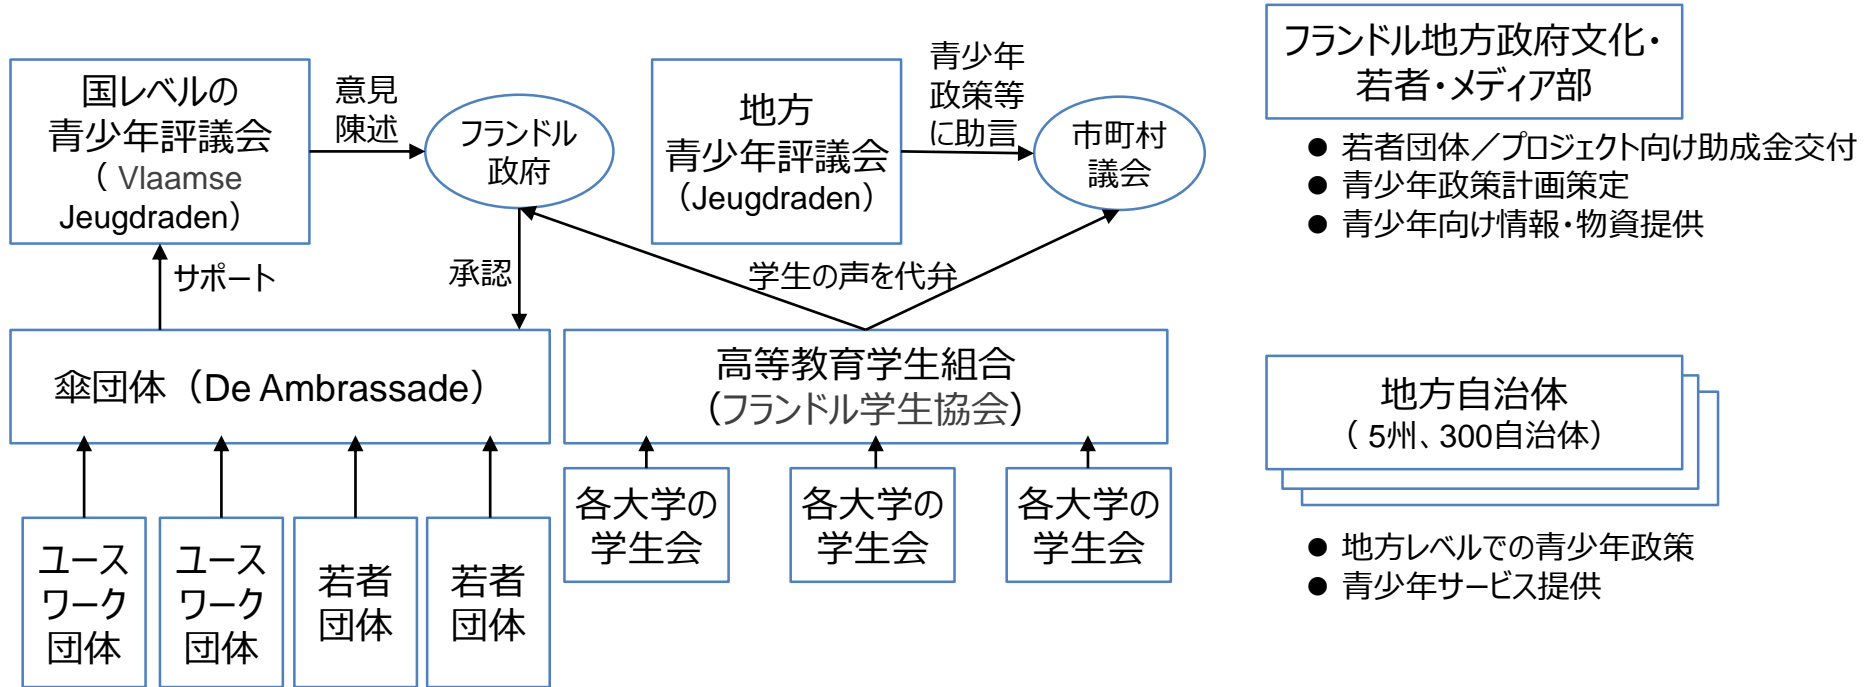 国レベルの
青少年評議会
（ Vlaamse
Jeugdraden）
意見
陳述
フランドル
政府
地方
青少年評議会
（Jeugdraden）
青少年
政策等
に助言
市町村
議会
サポート
承認
学生の声を代弁
傘団体（De Ambrassade）
高等教育学生組合
（フランドル学生協会）
ユース
ワーク
団体
ユース
ワーク
団体
若者
団体
若者
団体
各大学の
学生会
各大学の
学生会
各大学の
学生会
フランドル地方政府文化・
若者・メディア部
● 若者団体／プロジェクト向け助成金交付
● 青少年政策計画策定
● 青少年向け情報・物資提供
地方自治体
（ 5州、300自治体）
● 地方レベルでの青少年政策
● 青少年サービス提供